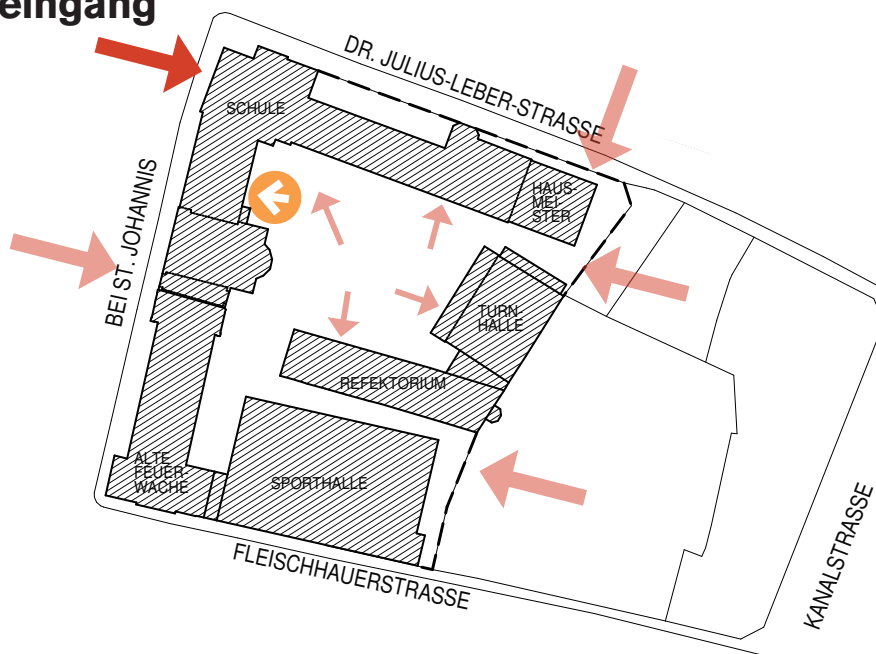 eingang
DR. JULIUS-LEBER-STRASSE
SCHULE
HAUS-
MEI-
STER
BEI ST. JOHANNIS
TURN-
HALLE
REFEKTORIUM
ALTE
FEUER-
WACHE
SPORTHALLE
FLEISCHHAUERSTRASSE
KANALSTRASSE